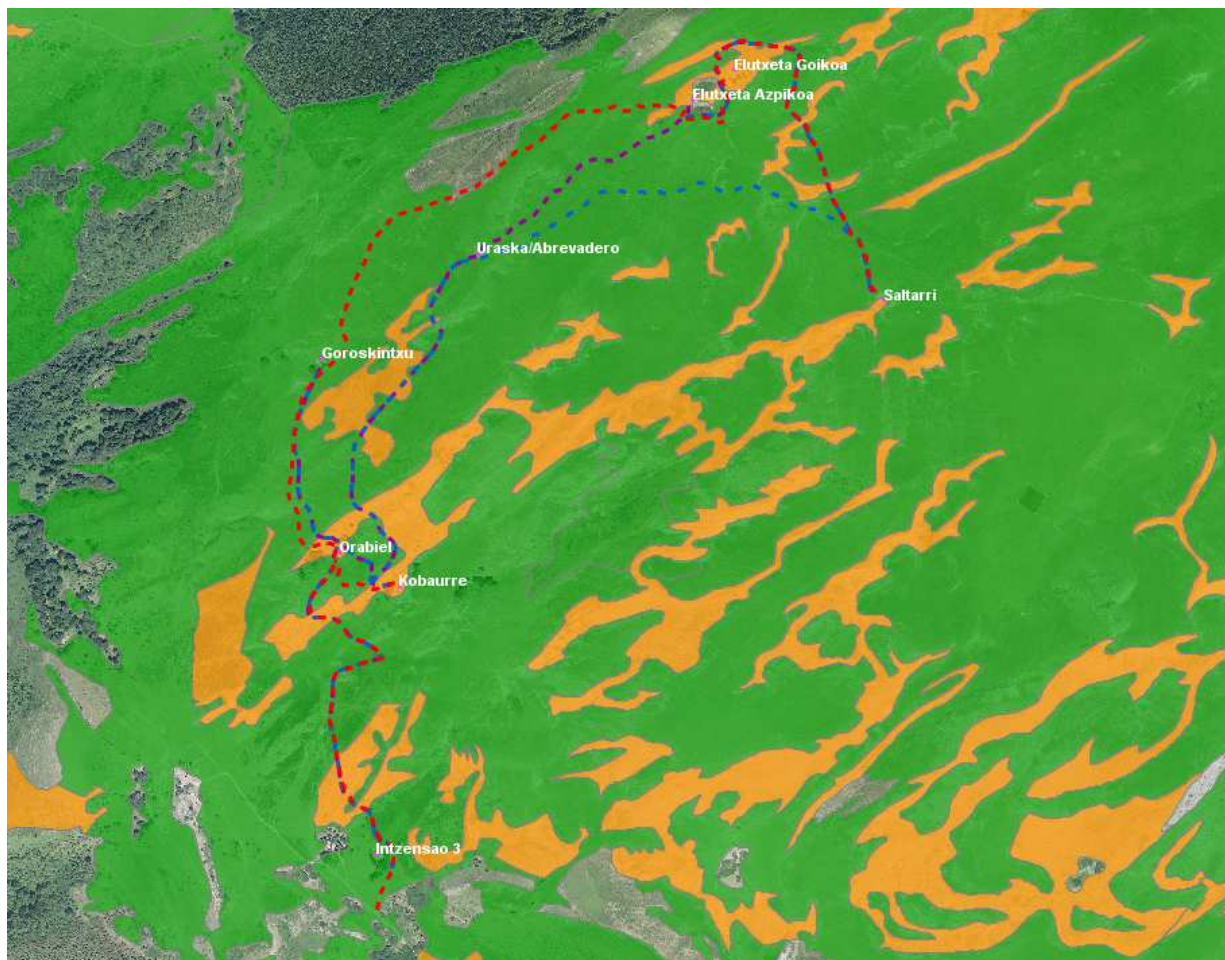 Elutxeta Goikoa
Elutxeta Azpikoa
Uraska/Abrevadero
Saltarri
Goroskintxu
Orabiel
Kobaurre
Intzensao 3